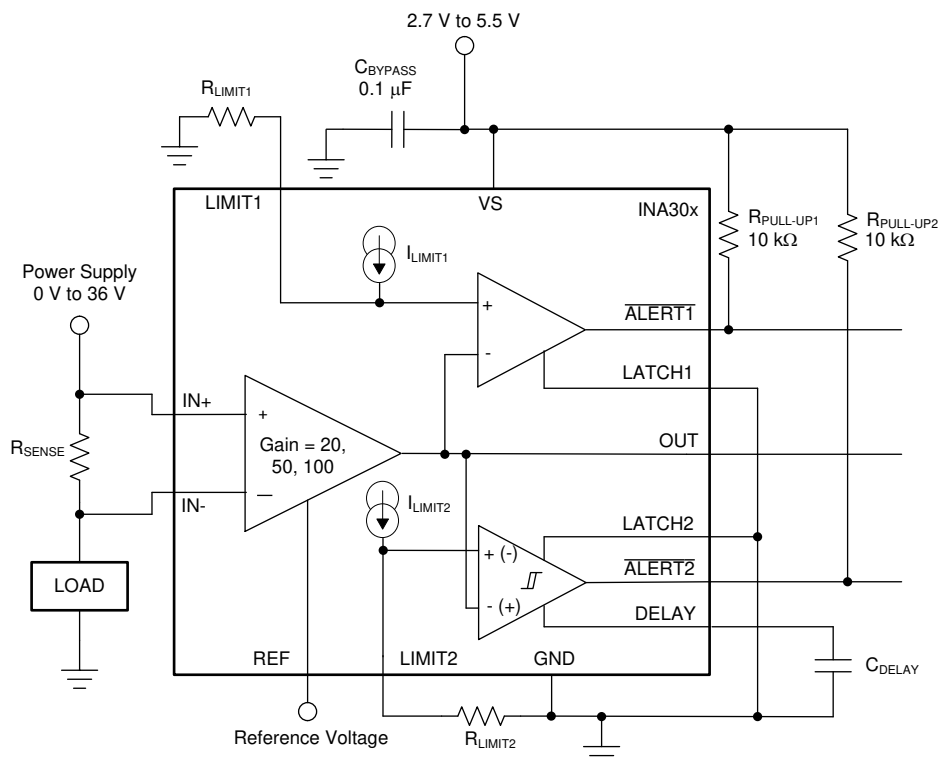 2.7 V to 5.5 V
CBYPASS
0.1 μF
RLIMIT1
LIMIT1
VS
INA30x
RPULL-UP1
10 kΩ
RPULL-UP2
10 kΩ
ILIMIT1
Power Supply
0 V to 36 V
+
-
ALERT1
LATCH1
IN+
+
RSENSE
Gain = 20,
50, 100
OUT
IN-
−
ILIMIT2
LATCH2
+ (-)
ALERT2
LOAD
- (+)
DELAY
REF
LIMIT2
GND
CDELAY
Reference Voltage
RLIMIT2